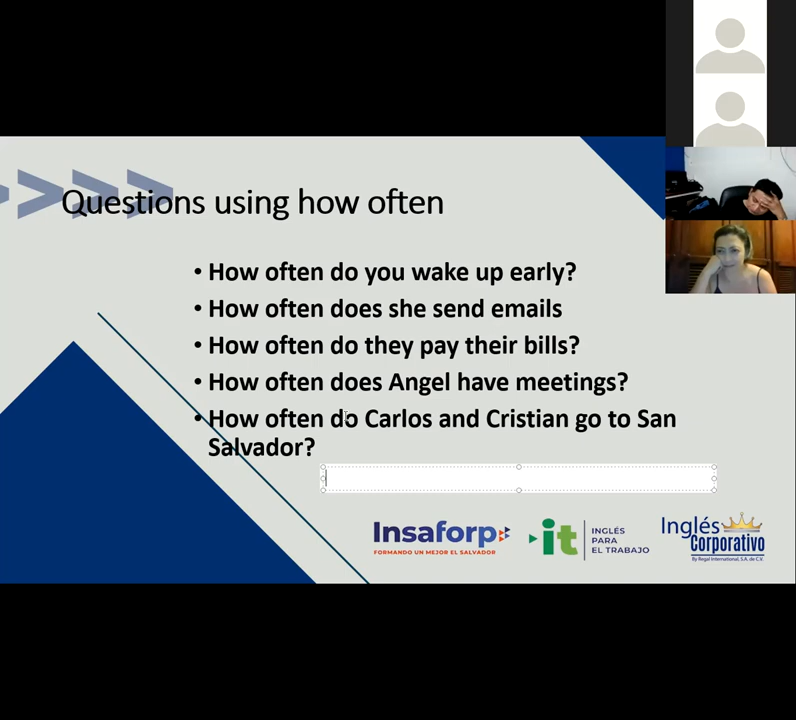 Questions using how often
• How often do you wake up early?
• How often does she send emails
• How often do they pay their bills?
• How often does Angel have meetings?
• How often do Carlos and Cristian go to San
Salvador?
Insaforp
FORMANDO UN MEJOR EL SALVADOR
it
INGLÉS
PARA
EL TRABAJO
Inglés
Corporativo
By Regal International, S.A. de C.V.